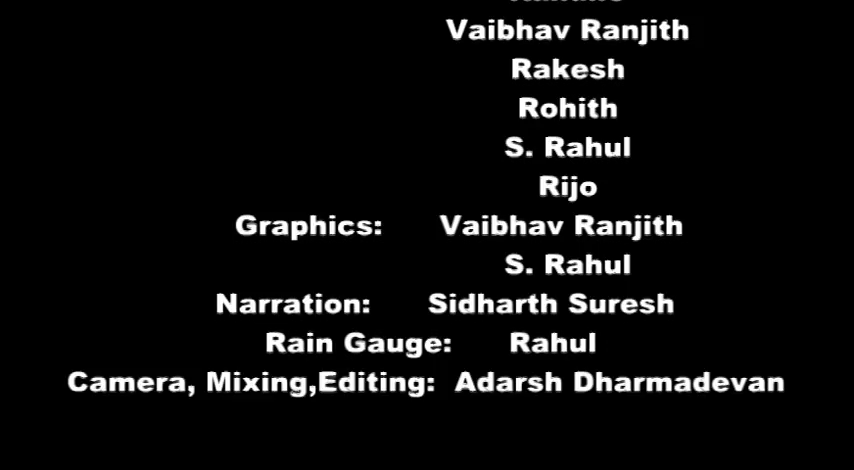 Vaibhav Ranjith
Rakesh
Rohith
S. Rahul
Rijo
Graphics: Vaibhav Ranjith
S. Rahul
Narration: Sidharth Suresh
Rain Gauge: Rahul
Camera, Mixing,Editing: Adarsh Dharmadevan